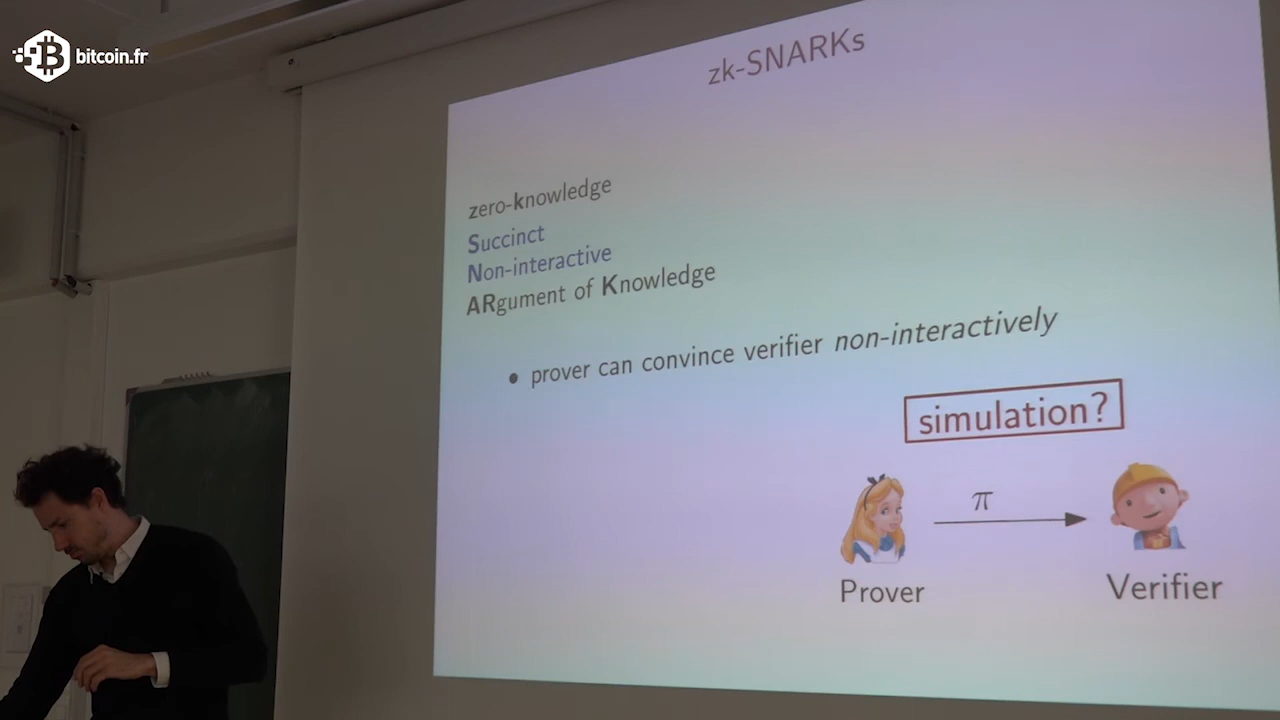 bitcoin.fr
zk-SNARKs
zero-knowledge
Succinct
Non-interactive
ARgument of Knowledge
• prover can convince verifier non-interactively
simulation?
π
Prover
Verifier